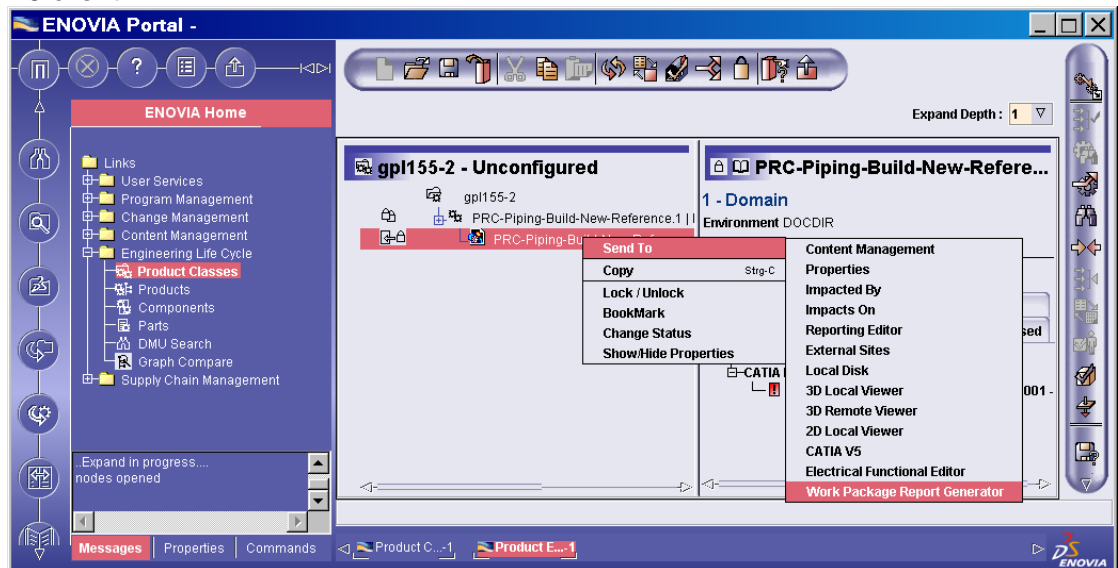 ENOVIA Portal -
?
ENOVIA Home
Expand Depth : 1
Links
User Services
Program Management
Change Management
Content Management
Engineering Life Cycle
Product Classes
Products
Components
Parts
DMU Search
Graph Compare
Supply Chain Management
gpl155-2 - Unconfigured
gpl155-2
PRC-Piping-Build-New-Reference.1 | I
PRC-Piping-Bu
Send To
Copy Strg-C
Lock / Unlock
BookMark
Change Status
Show/Hide Properties
PRC-Piping-Build-New-Refere...
1 - Domain
Environment DOCDIR
Content Management
Properties
Impacted By
Impacts On
Reporting Editor
External Sites
Local Disk
3D Local Viewer
3D Remote Viewer
2D Local Viewer
CATIA V5
Electrical Functional Editor
Work Package Report Generator
sed
CATIA
001 -
..Expand in progress....
nodes opened
Messages Properties Commands
Product C...-1 Product E...-1
ENOVIA